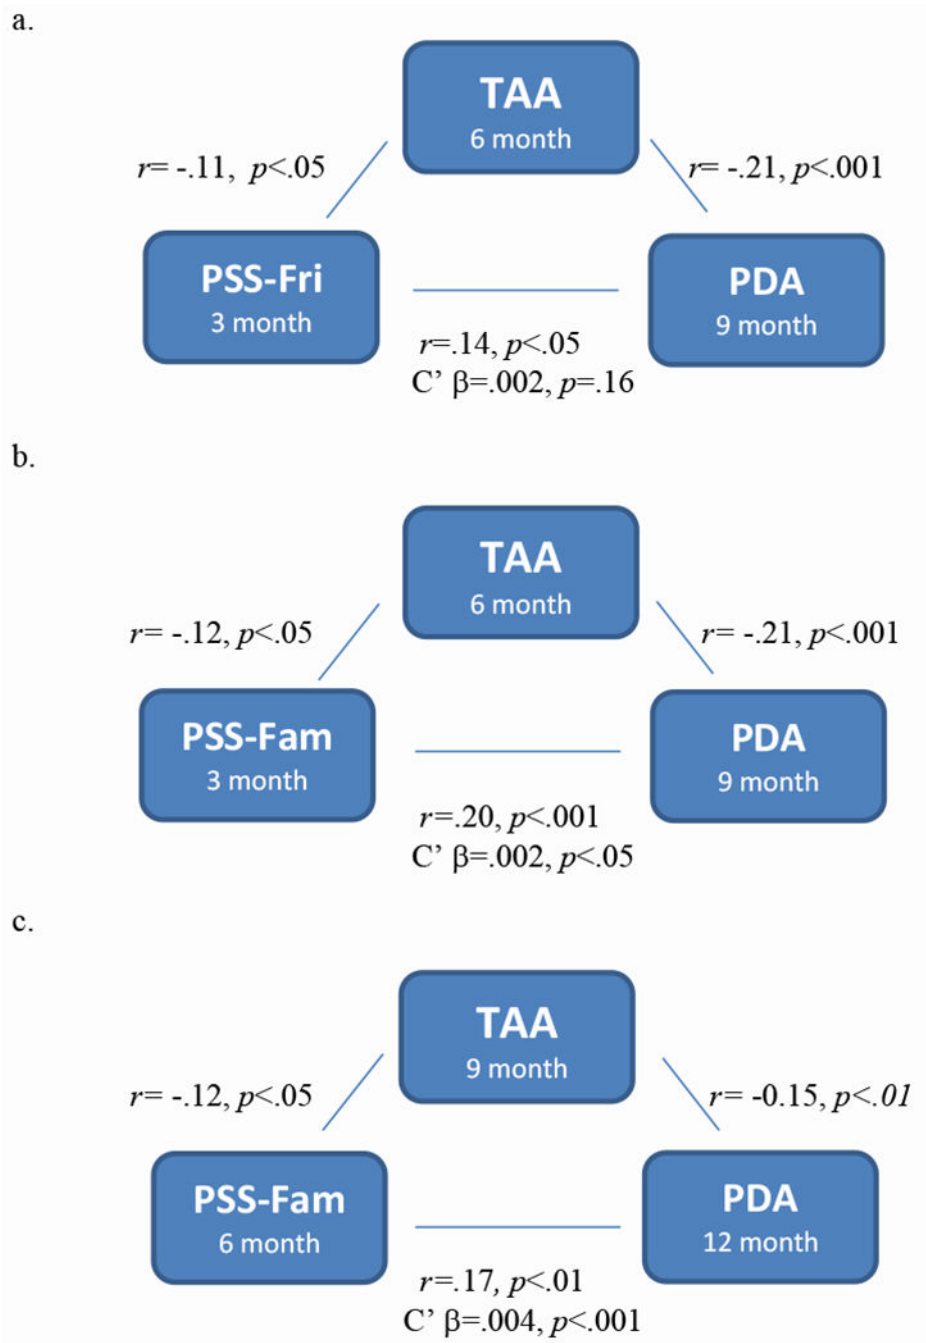 a.
TAA
6 month
r= -.11, p<.05
r= -.21, p<.001
PSS-Fri
3 month
PDA
9 month
r=.14, p<.05
C’ β=.002, p=.16
b.
TAA
6 month
r= -.12, p<.05
r= -.21, p<.001
PSS-Fam
3 month
PDA
9 month
r=.20, p<.001
C’ β=.002, p<.05
c.
TAA
9 month
r= -.12, p<.05
r= -0.15, p<.01
PSS-Fam
6 month
PDA
12 month
r=.17, p<.01
C’ β=.004, p<.001